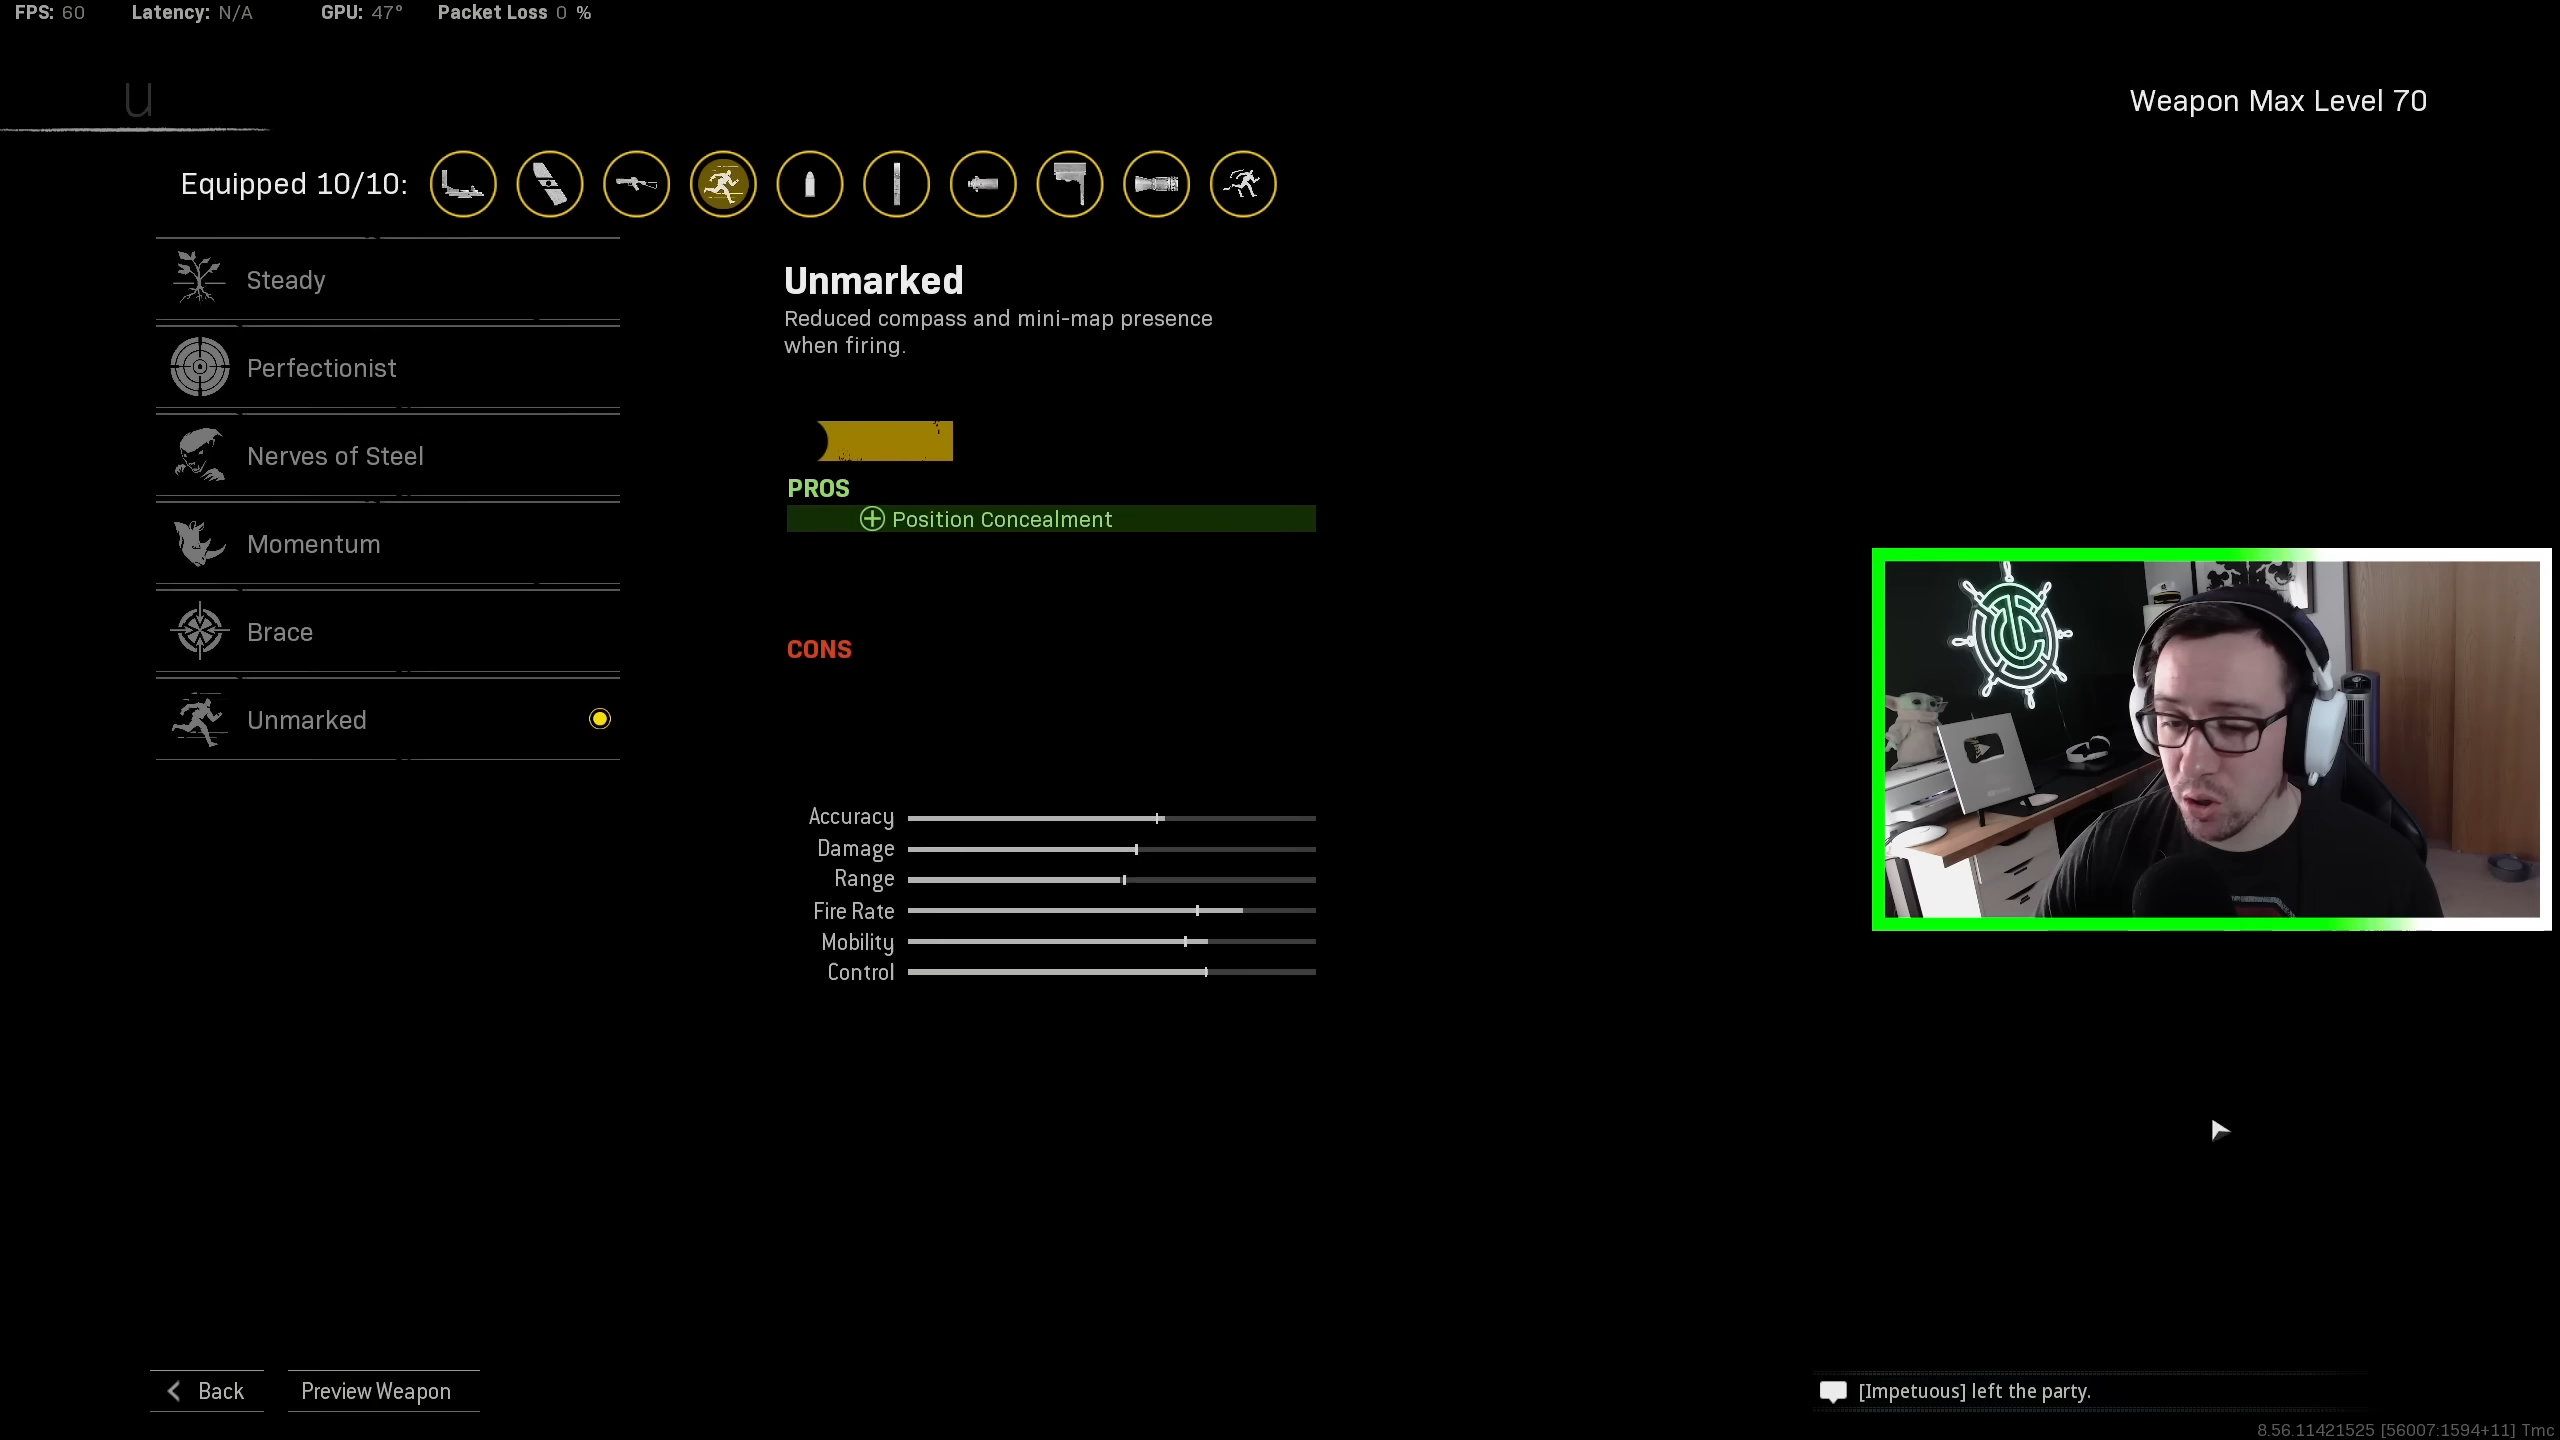 FPS: 60 Latency: N/A GPU: 47° Packet Loss 0 %
U
Weapon Max Level 70
Equipped 10/10:
Steady
Perfectionist
Nerves of Steel
Momentum
Brace
Unmarked
Unmarked
Reduced compass and mini-map presence
when firing.
PROS
Position Concealment
CONS
Accuracy
Damage
Range
Fire Rate
Mobility
Control
Back
Preview Weapon
[Impetuous] left the party.
8.56.11421525 [56007:1594+11] Tmc